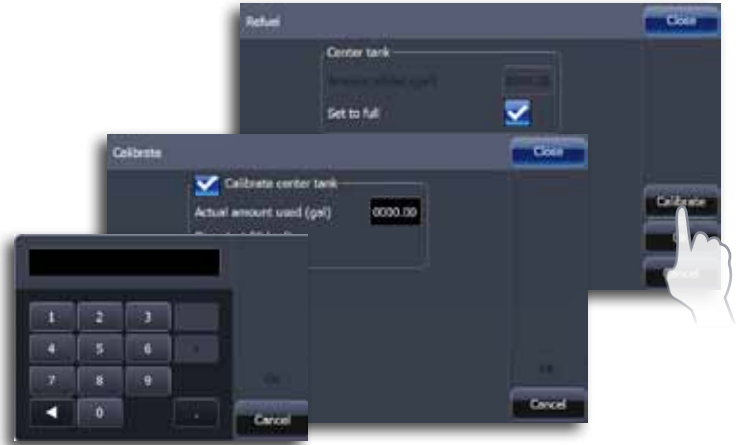 Refuel
Close
Center tank
Set to full
Calibrate
Cancel
Calibrate
Close
Calibrate center tank
Actual amount used (gal)
0000.00
Cancel
1 2 3
4 5 6
7 8 9
0 .
Cancel